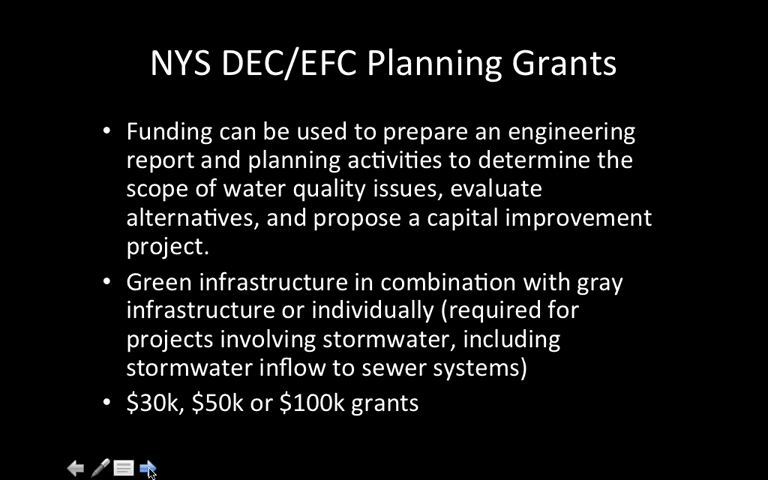 NYS DEC/EFC Planning Grants
• Funding can be used to prepare an engineering
report and planning activities to determine the
scope of water quality issues, evaluate
alternatives, and propose a capital improvement
project.
• Green infrastructure in combination with gray
infrastructure or individually (required for
projects involving stormwater, including
stormwater inflow to sewer systems)
• $30k, $50k or $100k grants